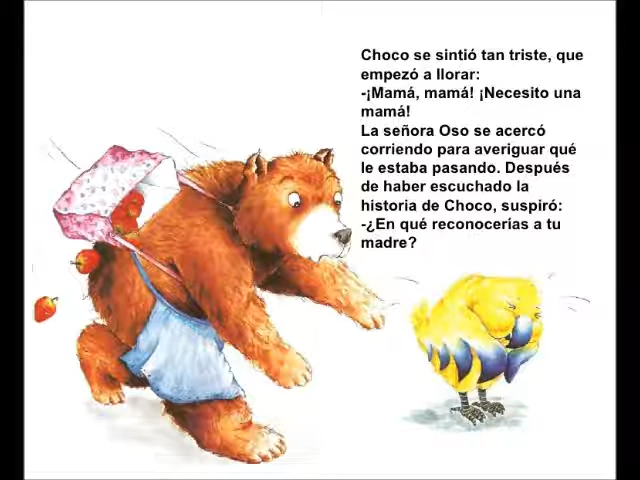 Choco se sintió tan triste, que
empezó a llorar:
-¡Mamá, mamá! ¡Necesito una
mamá!
La señora Oso se acercó
corriendo para averiguar qué
le estaba pasando. Después
de haber escuchado la
historia de Choco, suspiró:
-¿En qué reconocerías a tu
madre?